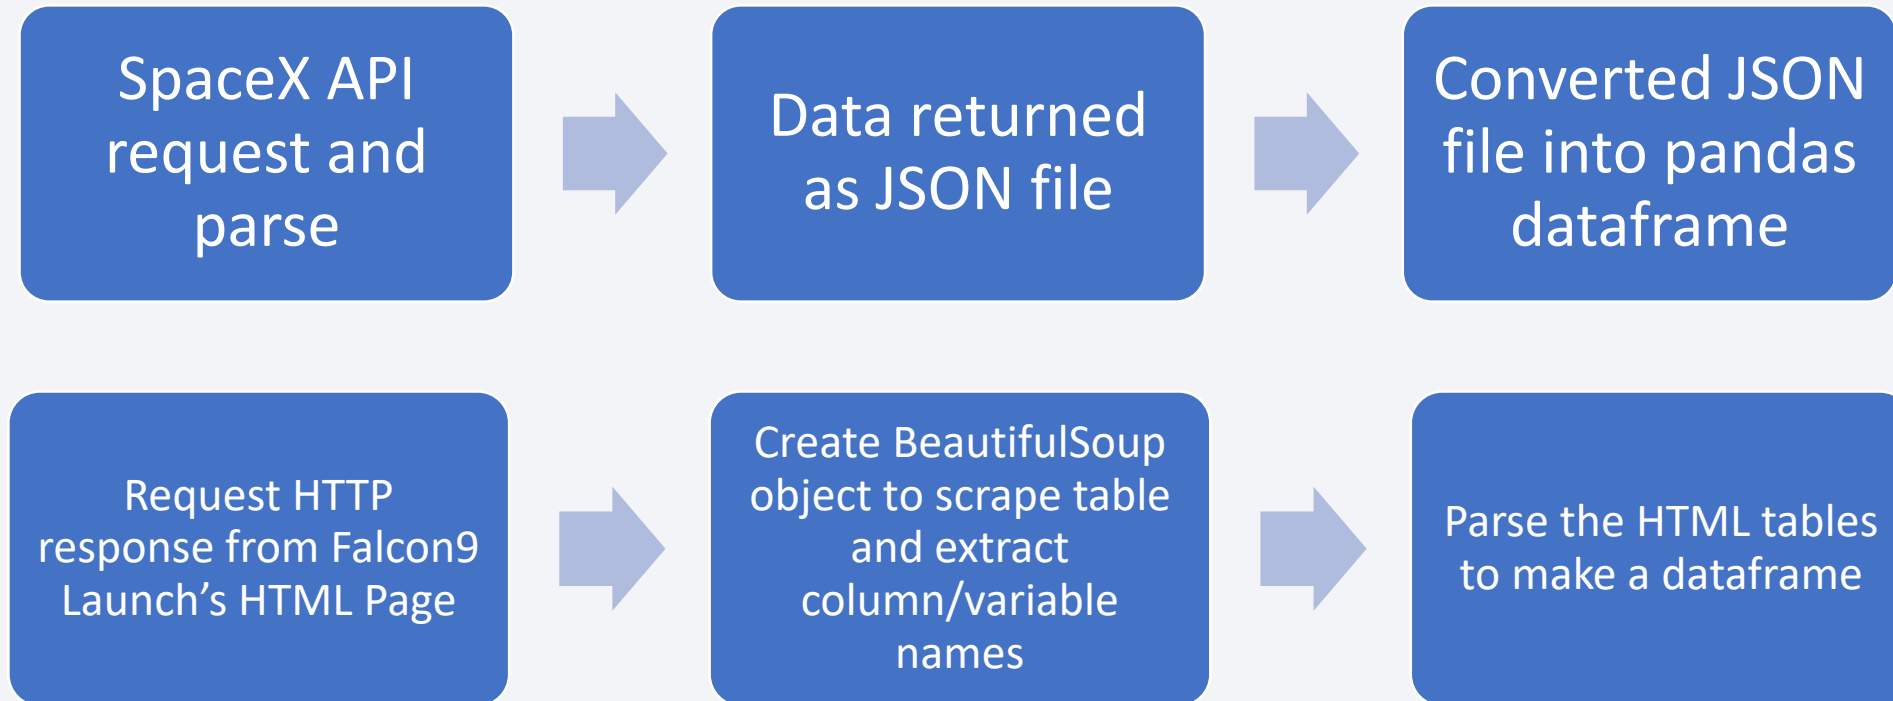 SpaceX API
request and
parse
Data returned
as JSON file
Converted JSON
file into pandas
dataframe
Request HTTP
response from Falcon9
Launch’s HTML Page
Create BeautifulSoup
object to scrape table
and extract
column/variable
names
Parse the HTML tables
to make a dataframe